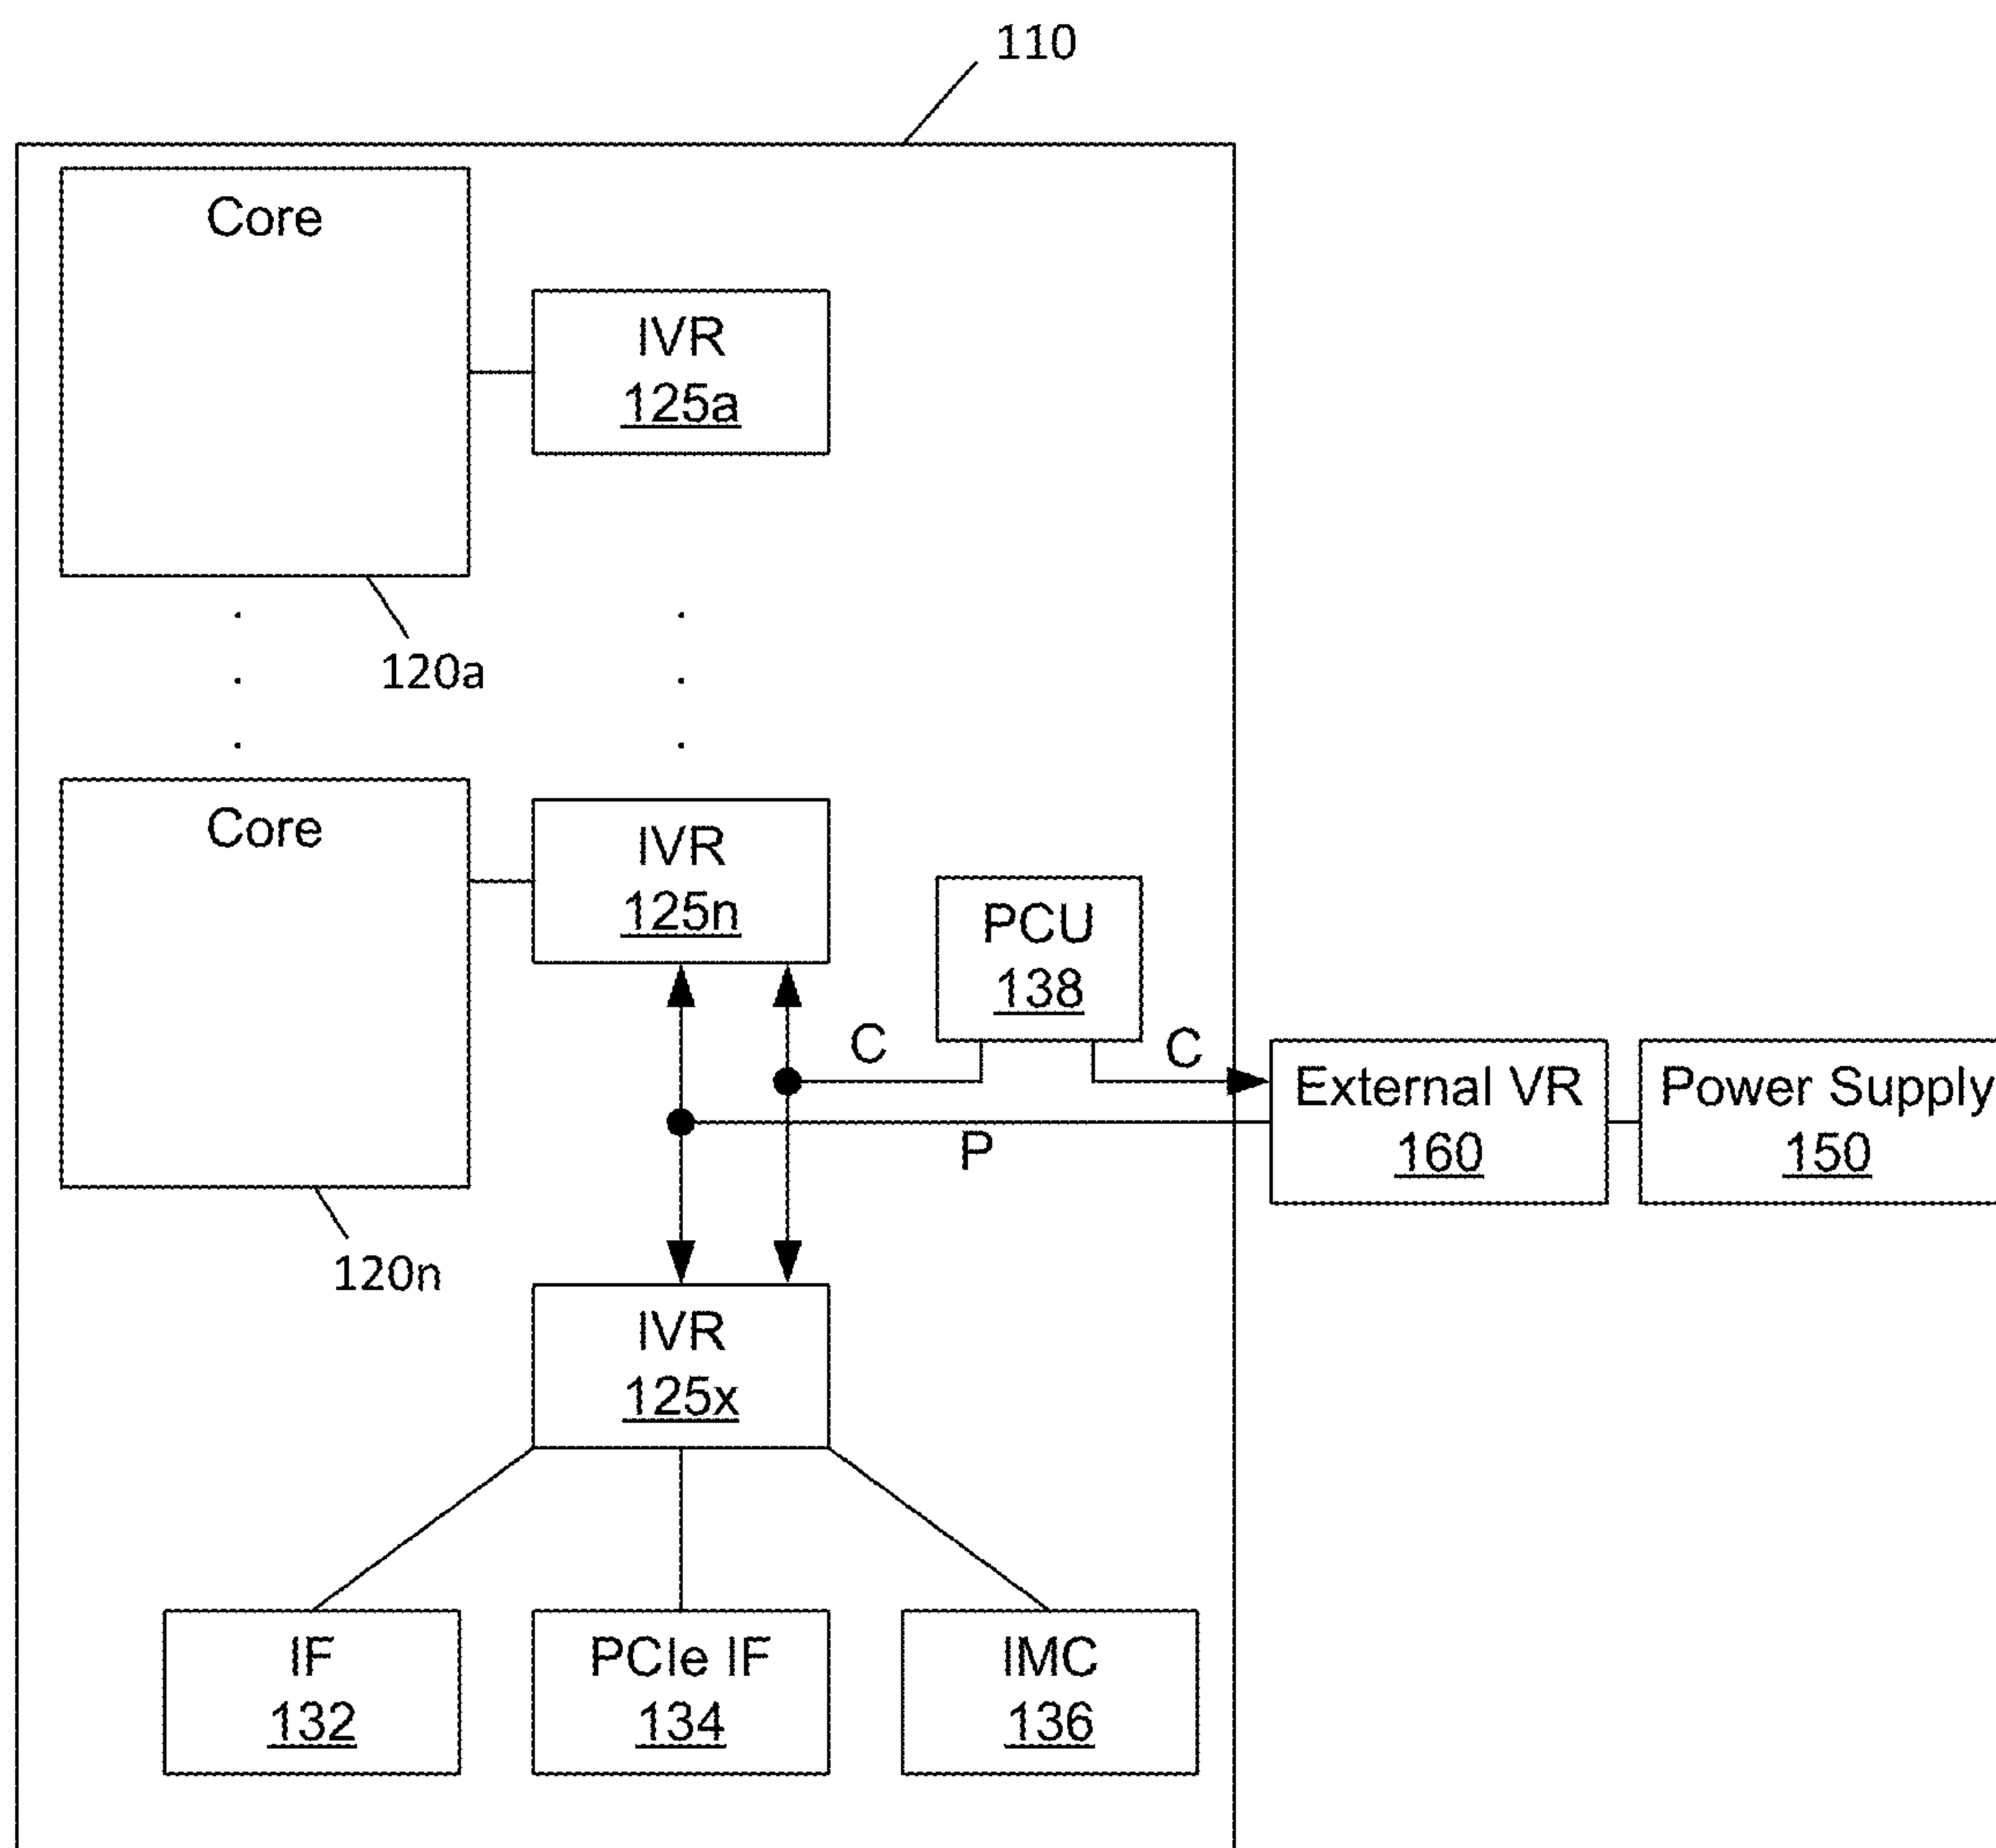 110
Core
IVR
125a
120a
Core
IVR
125n
PCU
138
C
C
External VR
160
Power Supply
150
P
120n
IVR
125x
IF
132
PCIe IF
134
IMC
136